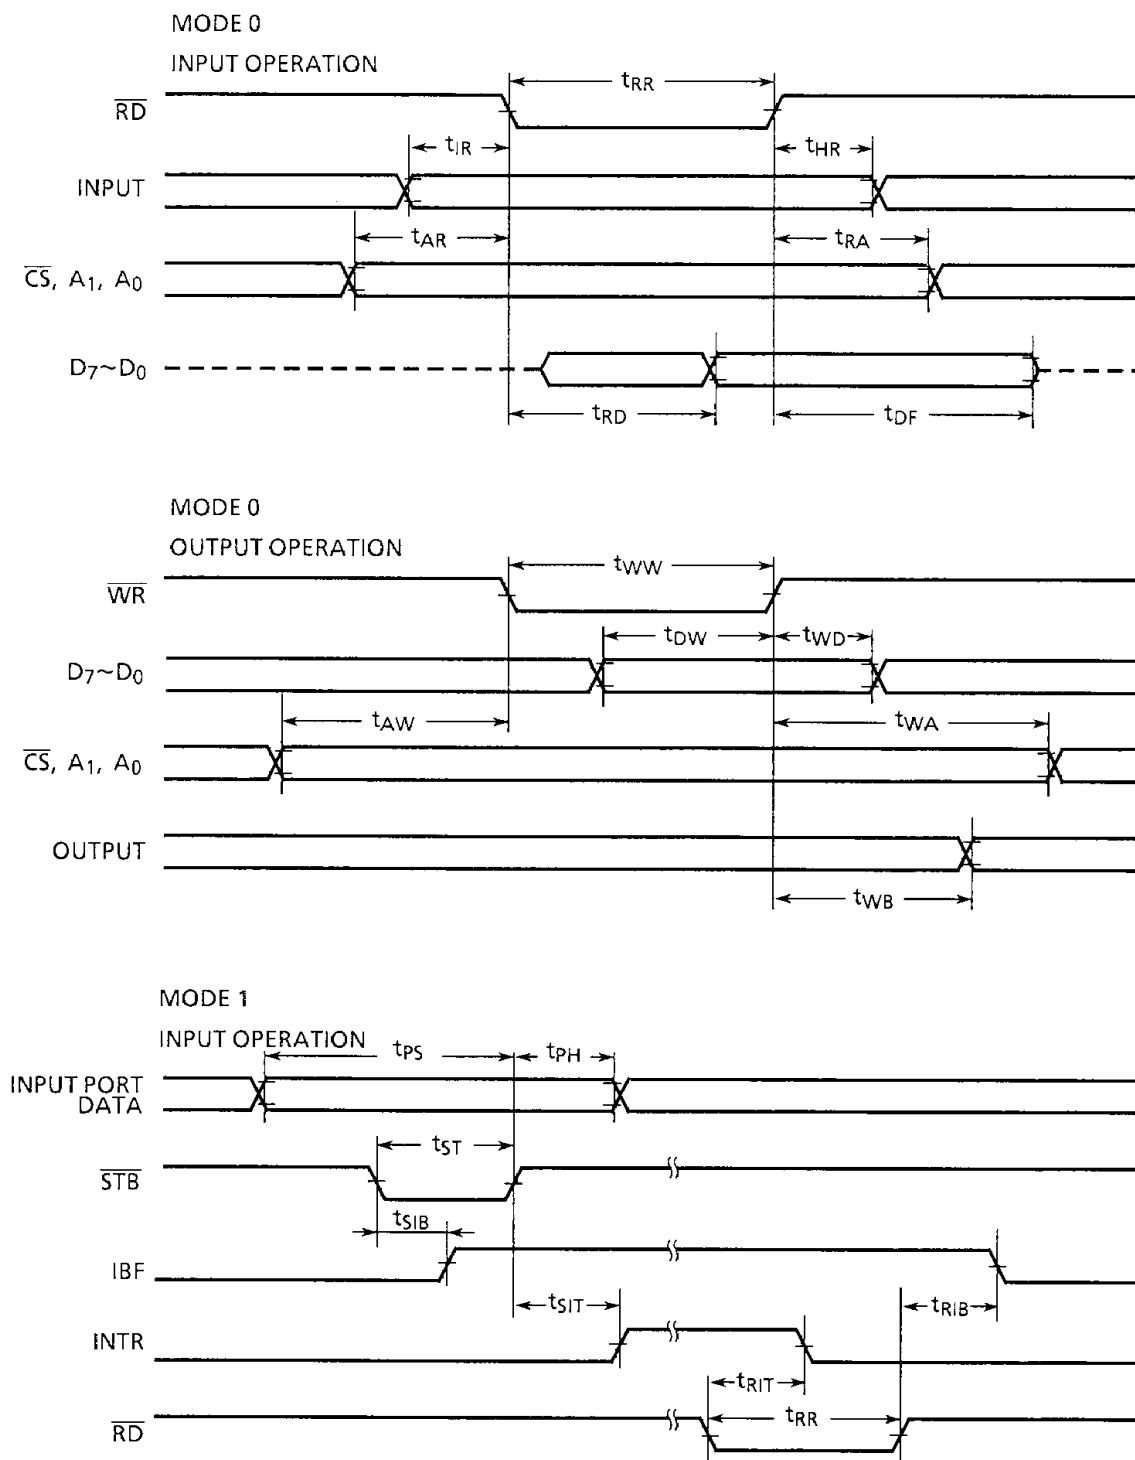 MODE 0
INPUT OPERATION
tRR
RD
tIR
tHR
INPUT
tAR
tRA
CS, A1, A0
D7~D0
tRD
tDF
MODE 0
OUTPUT OPERATION
tWW
WR
tDW
tWD
D7~D0
tAW
tWA
CS, A1, A0
OUTPUT
tWB
MODE 1
INPUT OPERATION
tPS
tPH
INPUT PORT
DATA
tST
STB
tSIB
IBF
tSIT
tRIB
INTR
tRIT
tRR
RD